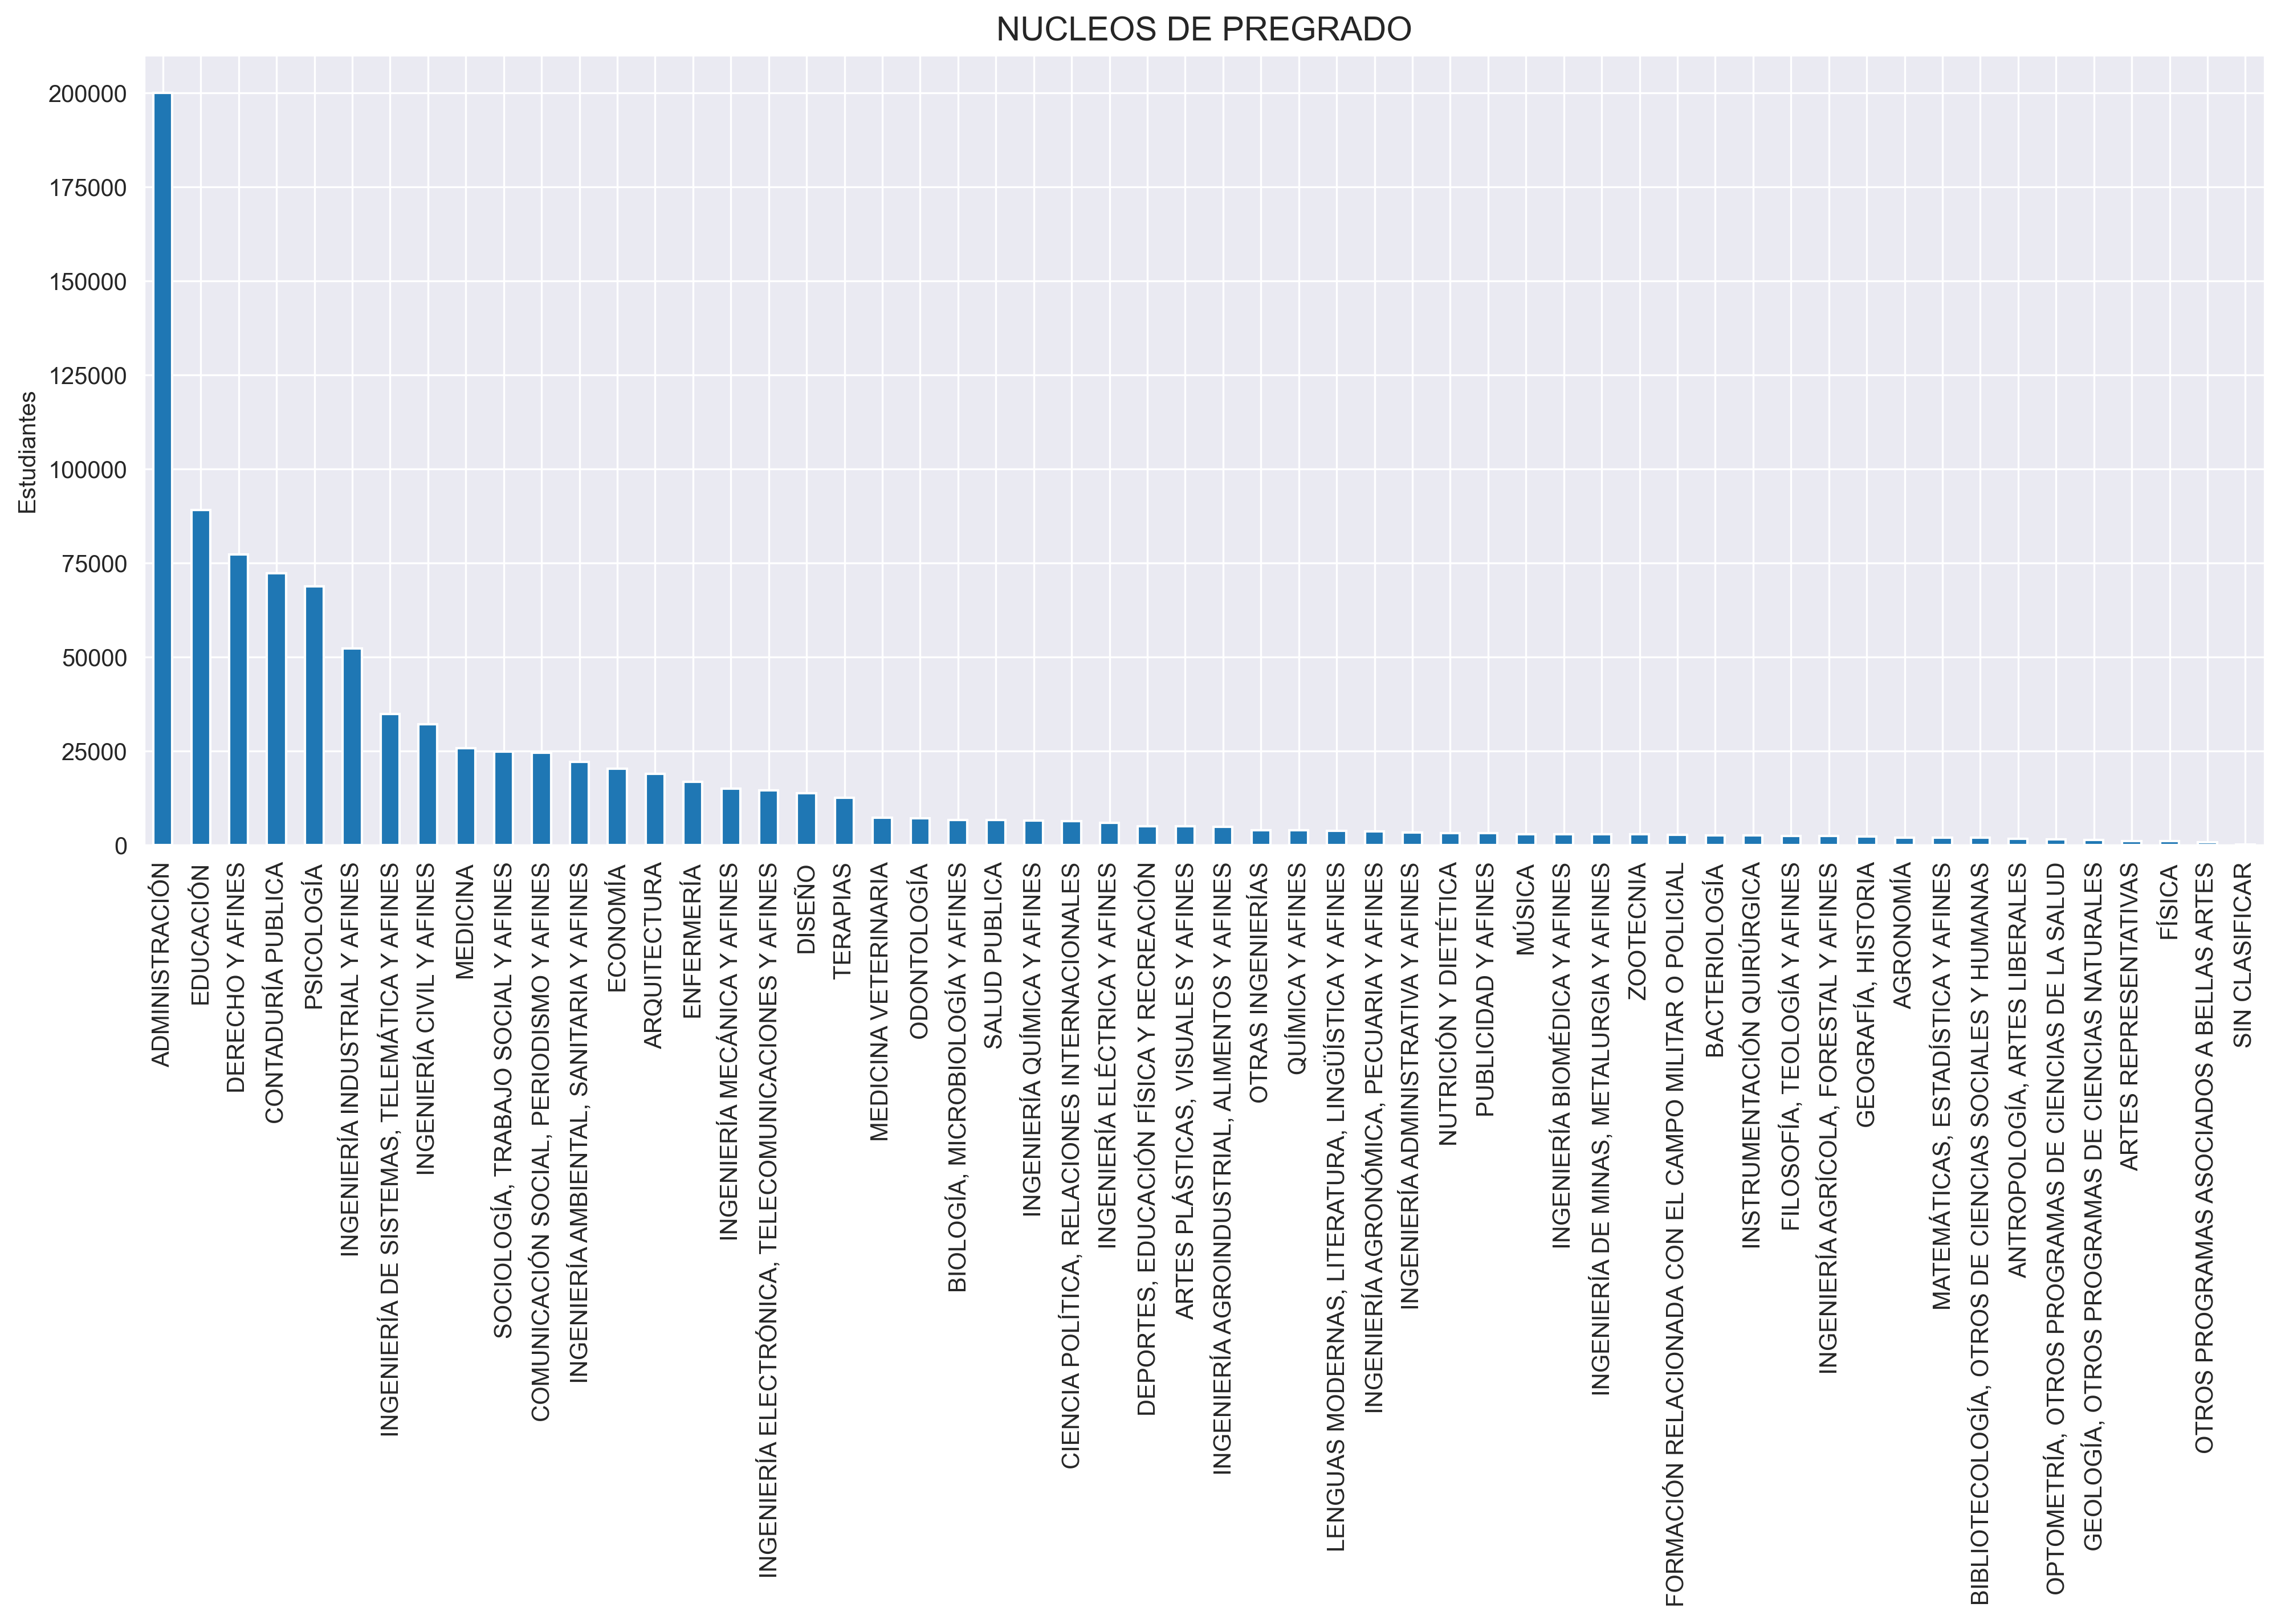 NUCLEOS DE PREGRADO
Estudiantes
200000
175000
150000
125000
100000
75000
50000
25000
0
ADMINISTRACIÓN
EDUCACIÓN
DERECHO Y AFINES
CONTADURÍA PUBLICA
PSICOLOGÍA
INGENIERÍA INDUSTRIAL Y AFINES
INGENIERÍA DE SISTEMAS, TELEMÁTICA Y AFINES
INGENIERÍA CIVIL Y AFINES
MEDICINA
SOCIOLOGÍA, TRABAJO SOCIAL Y AFINES
COMUNICACIÓN SOCIAL, PERIODISMO Y AFINES
INGENIERÍA AMBIENTAL, SANITARIA Y AFINES
ECONOMÍA
ARQUITECTURA
ENFERMERÍA
INGENIERÍA MECÁNICA Y AFINES
INGENIERÍA ELECTRÓNICA, TELECOMUNICACIONES Y AFINES
DISEÑO
TERAPIAS
MEDICINA VETERINARIA
ODONTOLOGÍA
BIOLOGÍA, MICROBIOLOGÍA Y AFINES
SALUD PUBLICA
INGENIERÍA QUÍMICA Y AFINES
CIENCIA POLÍTICA, RELACIONES INTERNACIONALES
INGENIERÍA ELÉCTRICA Y AFINES
DEPORTES, EDUCACIÓN FÍSICA Y RECREACIÓN
ARTES PLÁSTICAS, VISUALES Y AFINES
INGENIERÍA AGROINDUSTRIAL, ALIMENTOS Y AFINES
OTRAS INGENIERÍAS
QUÍMICA Y AFINES
LENGUAS MODERNAS, LITERATURA, LINGÜÍSTICA Y AFINES
INGENIERÍA AGRONÓMICA, PECUARIA Y AFINES
INGENIERÍA ADMINISTRATIVA Y AFINES
NUTRICIÓN Y DIETÉTICA
PUBLICIDAD Y AFINES
MÚSICA
INGENIERÍA BIOMÉDICA Y AFINES
INGENIERÍA DE MINAS, METALURGIA Y AFINES
ZOOTECNIA
FORMACIÓN RELACIONADA CON EL CAMPO MILITAR O POLICIAL
BACTERIOLOGÍA
INSTRUMENTACIÓN QUIRÚRGICA
FILOSOFÍA, TEOLOGÍA Y AFINES
INGENIERÍA AGRÍCOLA, FORESTAL Y AFINES
GEOGRAFÍA, HISTORIA
AGRONOMÍA
MATEMÁTICAS, ESTADÍSTICA Y AFINES
BIBLIOTECOLOGÍA, OTROS DE CIENCIAS SOCIALES Y HUMANAS
ANTROPOLOGÍA, ARTES LIBERALES
OPTOMETRÍA, OTROS PROGRAMAS DE CIENCIAS DE LA SALUD
GEOLOGÍA, OTROS PROGRAMAS DE CIENCIAS NATURALES
ARTES REPRESENTATIVAS
FÍSICA
OTROS PROGRAMAS ASOCIADOS A BELLAS ARTES
SIN CLASIFICAR